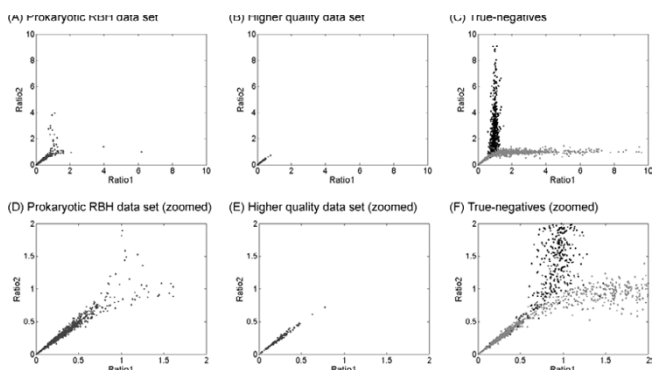 (A) Prokaryotic RBH data set
(B) Higher quality data set
(C) True-negatives
10
8
6
4
2
0
Ratio2
0 2 4 6 8 10
Ratio1
10
8
6
4
2
0
Ratio2
0 2 4 6 8 10
Ratio1
10
8
6
4
2
0
Ratio2
0 2 4 6 8 10
Ratio1
(D) Prokaryotic RBH data set (zoomed)
(E) Higher quality data set (zoomed)
(F) True-negatives (zoomed)
2
1.5
1
0.5
0
Ratio2
0 0.5 1 1.5 2
Ratio1
2
1.5
1
0.5
0
Ratio2
0 0.5 1 1.5 2
Ratio1
2
1.5
1
0.5
0
Ratio2
0 0.5 1 1.5 2
Ratio1